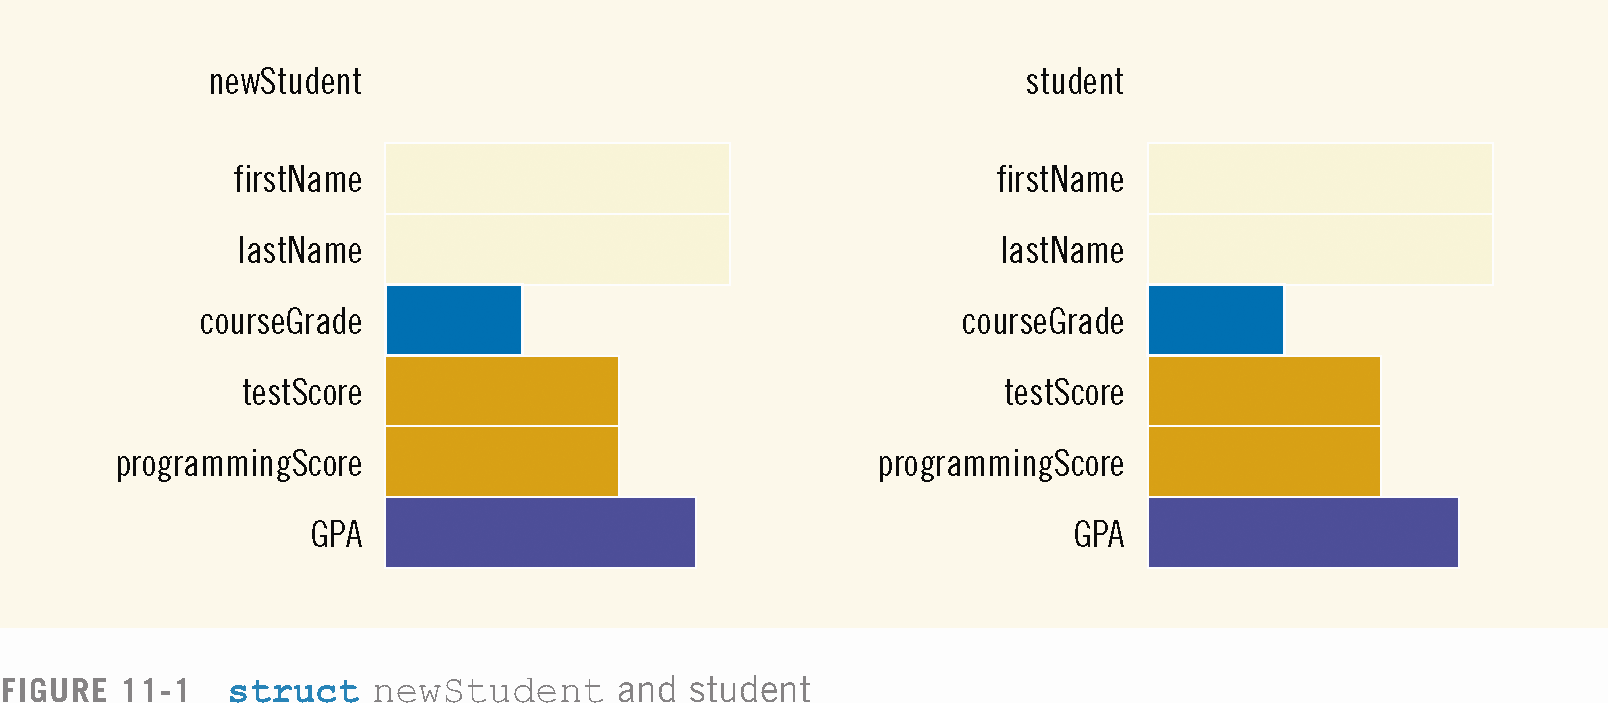 newStudent
firstName
lastName
courseGrade
testScore
programmingScore
GPA
student
firstName
lastName
courseGrade
testScore
programmingScore
GPA
FIGURE 11-1 struct newStudent and student